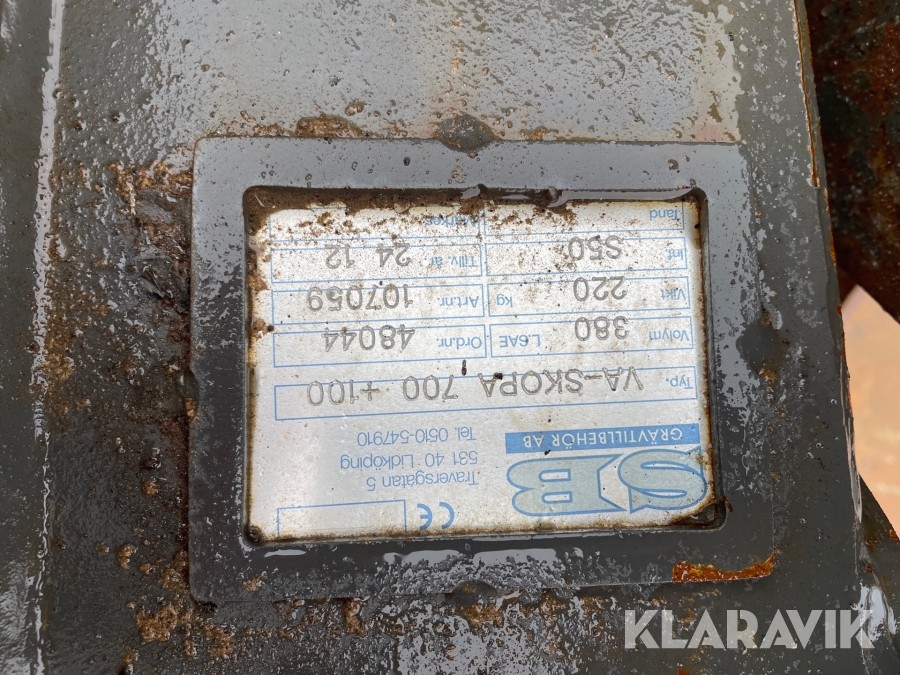 SB
GRÄVTILLBEHÖR AB
CE
Traversgatan 5
531 40 Lidköping
Tel. 0510-547910
Typ. VA-SKOPA 700 +100
Volym 380 L.6AE Ord.nr. 48044
Vikt 220 kg Art.nr. 107059
Inf S50 Tillv. år 24 12
Tand
KLARAVIK